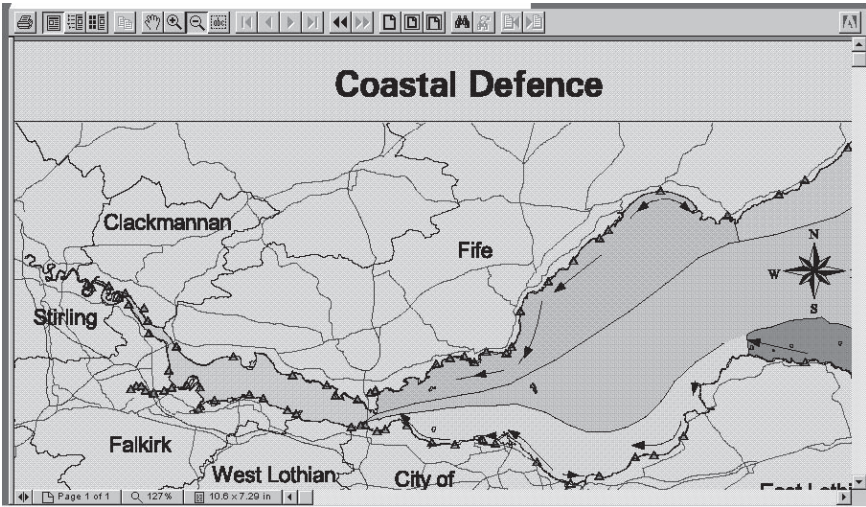 abc
Coastal Defence
Clackmannan
Fife
N
W
S
Stirling
Falkirk
West Lothian
City of
Page 1 of 1
127%
10.6 x 7.29 in